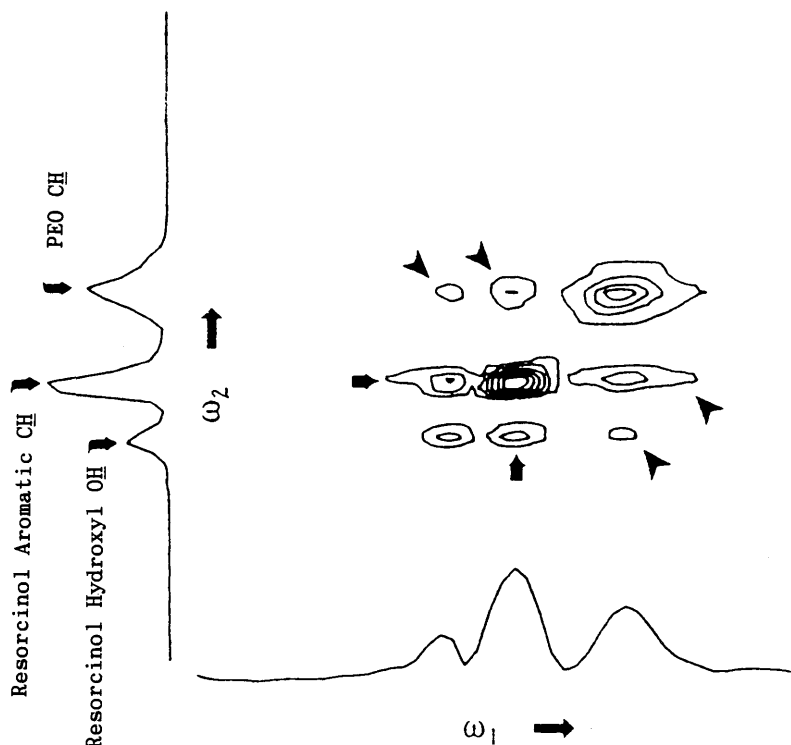 PEO CH
Resorcinol Aromatic CH
Resorcinol Hydroxyl OH
ω2
ω1